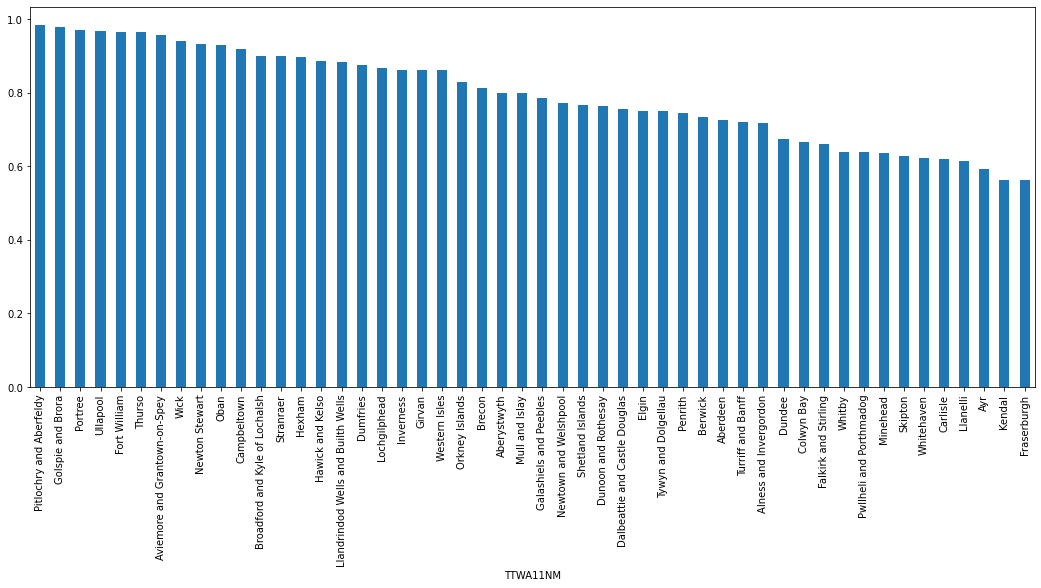 1.0
0.8
0.6
0.4
0.2
0.0
Pitlochry and Aberfeldy
Golspie and Brora
Portree
Ullapool
Fort William
Thurso
Aviemore and Grantown-on-Spey
Wick
Newton Stewart
Oban
Campbeltown
Broadford and Kyle of Lochalsh
Stranraer
Hexham
Hawick and Kelso
Llandrindod Wells and Builth Wells
Dumfries
Lochgilphead
Inverness
Girvan
Western Isles
Orkney Islands
Brecon
Aberystwyth
Mull and Islay
Galashiels and Peebles
Newtown and Welshpool
Shetland Islands
Dunoon and Rothesay
Dalbeattie and Castle Douglas
Elgin
Tywyn and Dolgellau
Penrith
Berwick
Aberdeen
Turriff and Banff
Alness and Invergordon
Dundee
Colwyn Bay
Falkirk and Stirling
Whitby
Pwllheli and Porthmadog
Minehead
Skipton
Whitehaven
Carlisle
Llanelli
Ayr
Kendal
Fraserburgh
TTWA11NM